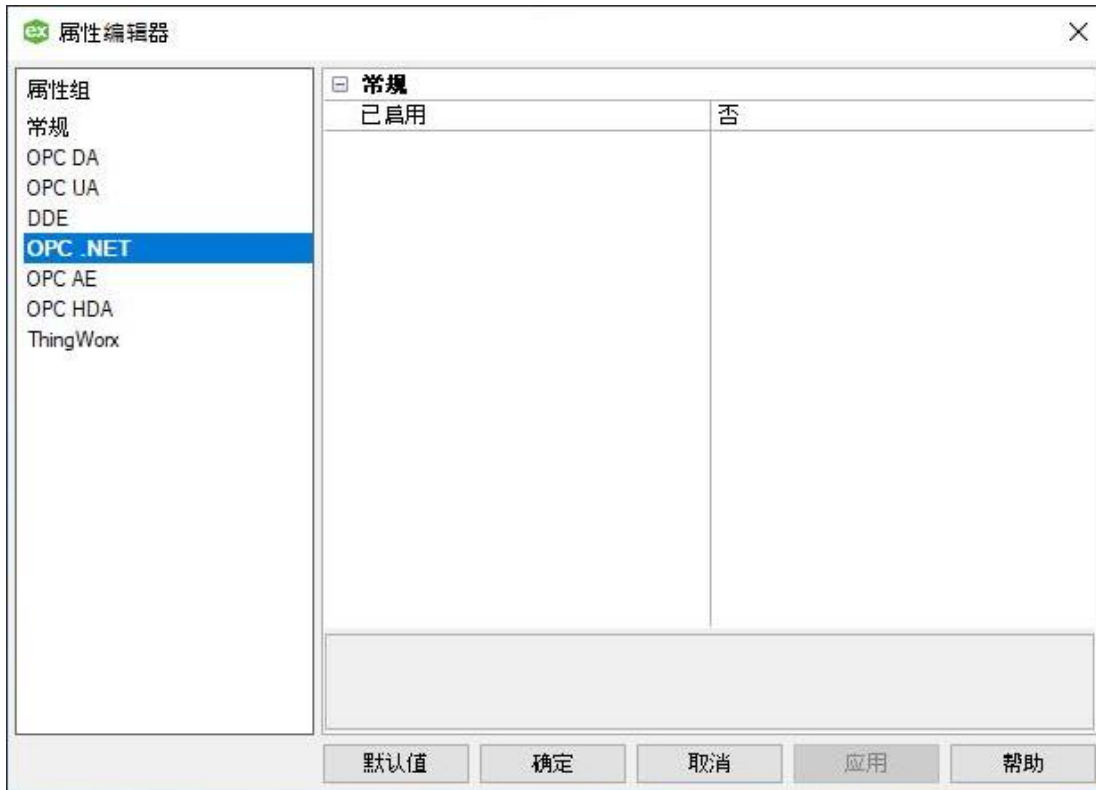 ex 属性编辑器
属性组
常规
OPC DA
OPC UA
DDE
OPC .NET
OPC AE
OPC HDA
ThingWorx
常规
已启用 否
默认值 确定 取消 应用 帮助